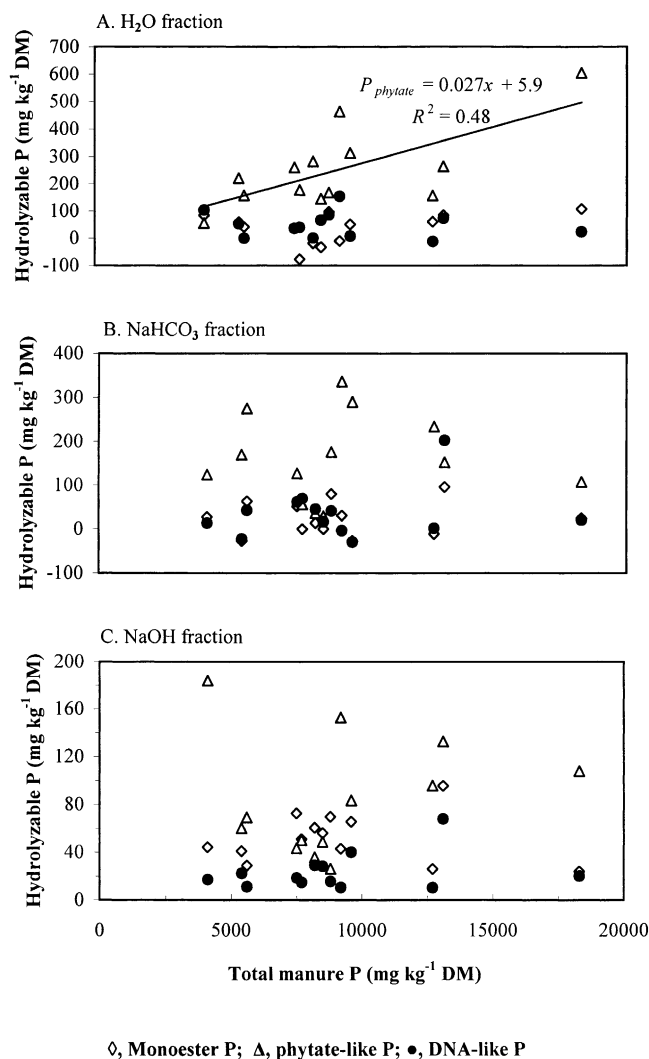 A. H₂O fraction
Hydrolyzable P (mg kg⁻¹ DM)
700
600
500
400
300
200
100
0
-100
P phytate = 0.027x + 5.9
R² = 0.48
B. NaHCO₃ fraction
Hydrolyzable P (mg kg⁻¹ DM)
400
300
200
100
0
-100
C. NaOH fraction
Hydrolyzable P (mg kg⁻¹ DM)
200
160
120
80
40
0
0 5000 10000 15000 20000
Total manure P (mg kg⁻¹ DM)
◊, Monoester P; Δ, phytate-like P; ●, DNA-like P